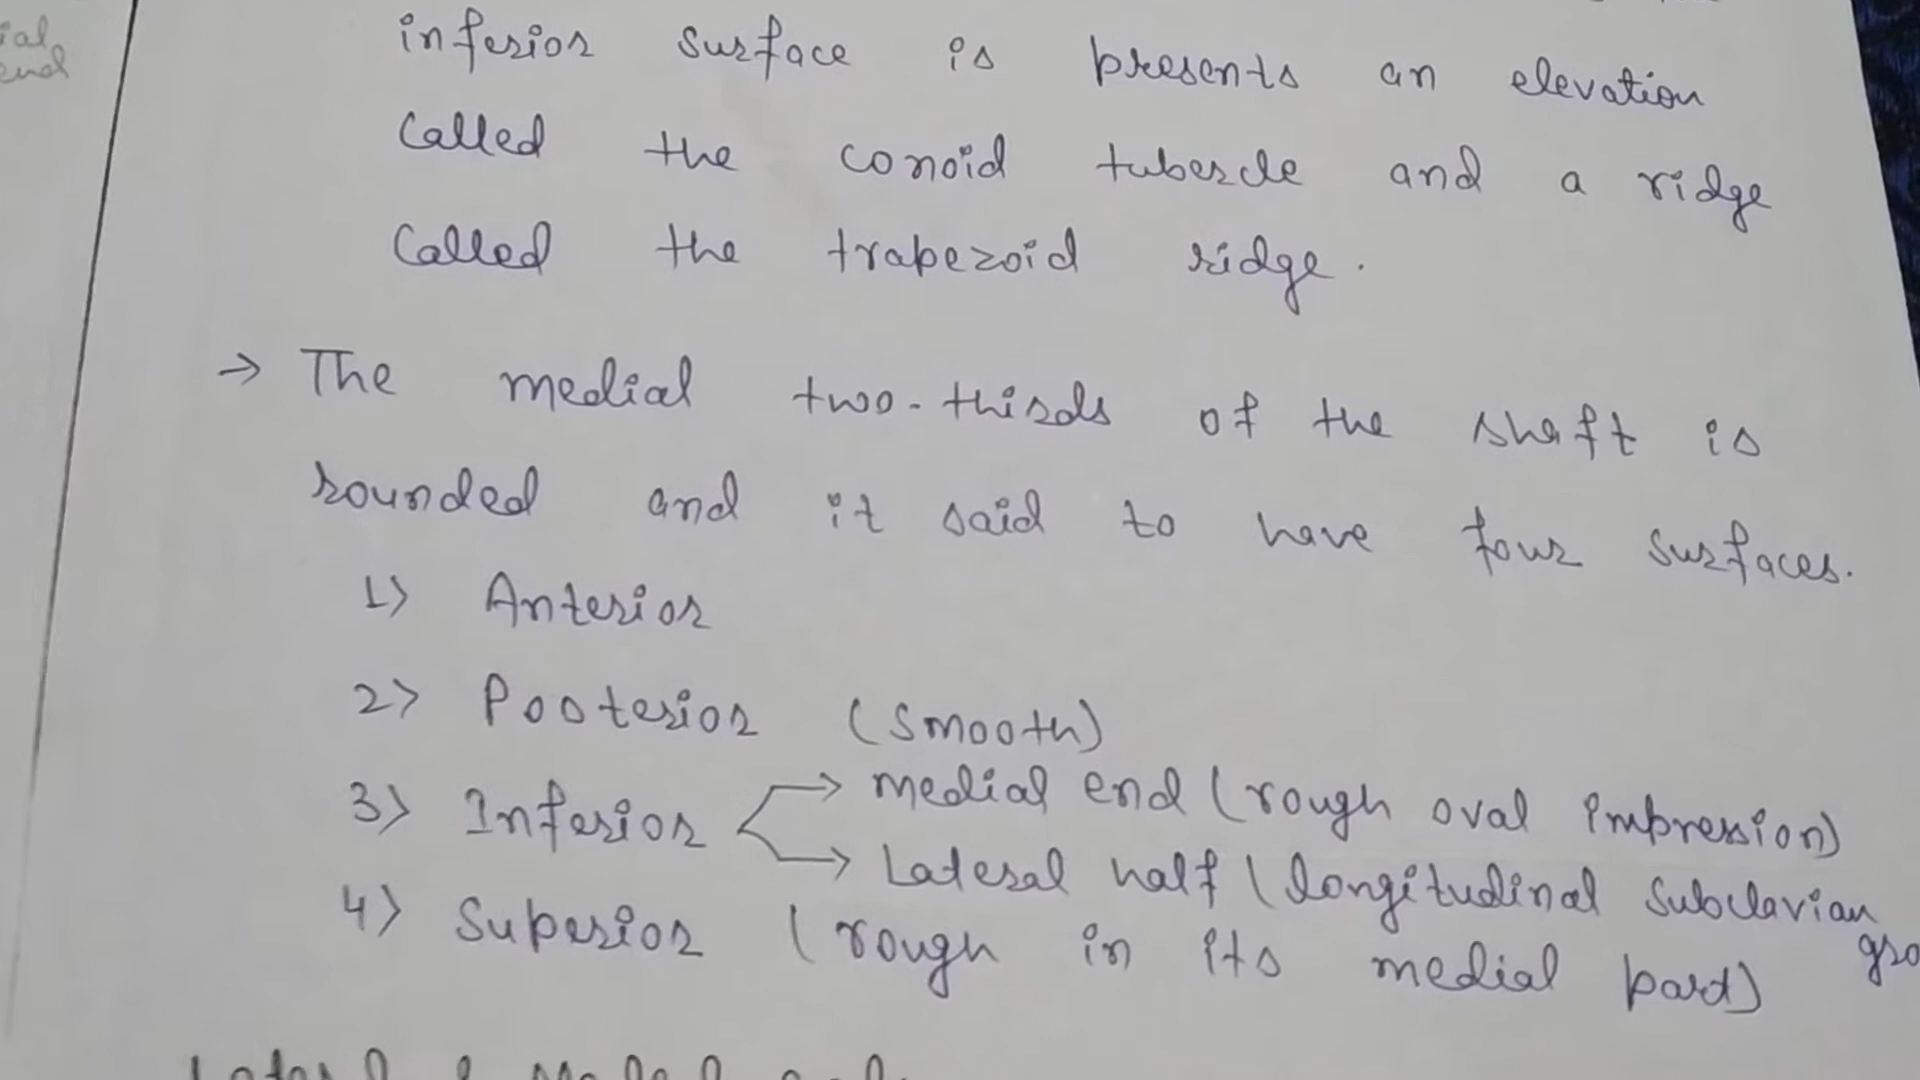 inferior surface is presents an elevation
called the conoid tubercle and a ridge
called the trapezoid ridge.
→ The medial two-thirds of the shaft is
rounded and it said to have four surfaces.
1) Anterior
2) Posterior (smooth)
3) Inferior → medial end (rough oval impression)
→ Lateral half (longitudinal subclavian
4) Superior (rough in its medial part)